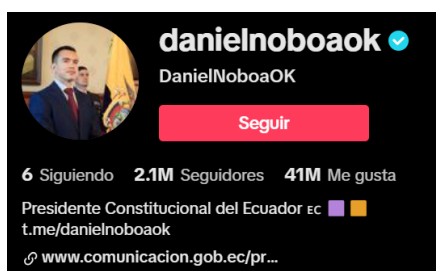 danielnoboaok
DanielNoboaOK
Seguir
6 Siguiendo 2.1M Seguidores 41M Me gusta
Presidente Constitucional del Ecuador EC 🟪 🟧
t.me/danielnoboaok
www.comunicacion.gob.ec/pr...